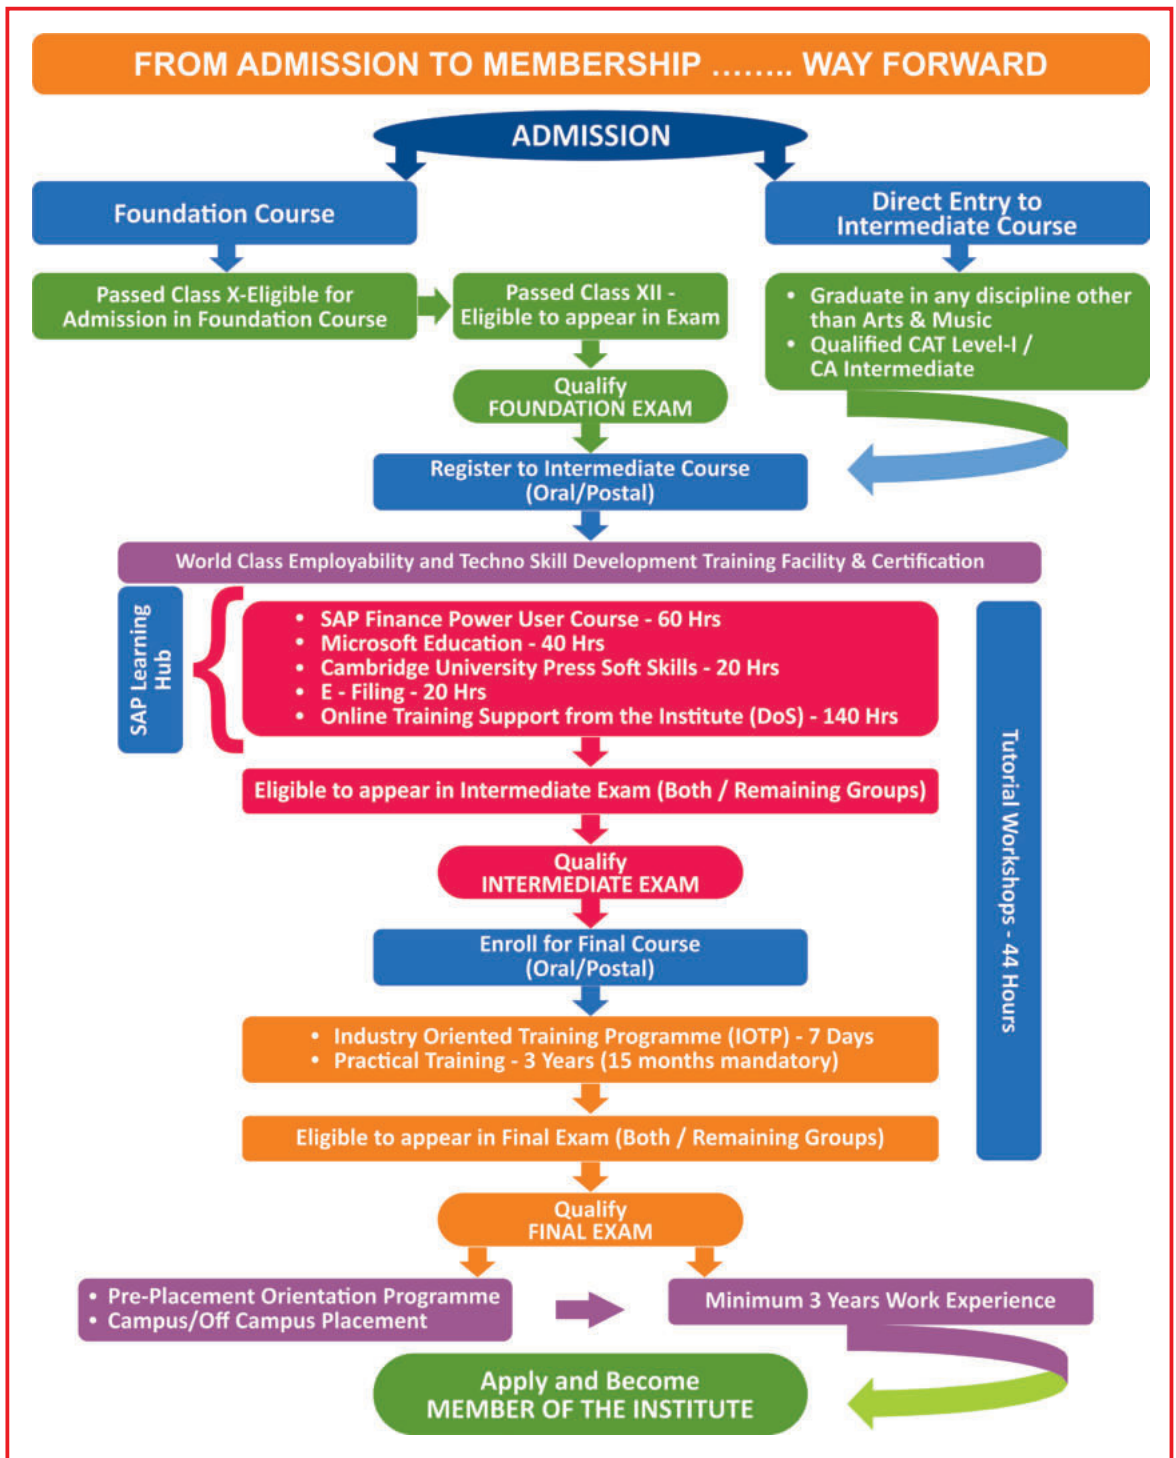 FROM ADMISSION TO MEMBERSHIP ........ WAY FORWARD
ADMISSION
Foundation Course
Direct Entry to
Intermediate Course
Passed Class X-Eligible for
Admission in Foundation Course
Passed Class XII -
Eligible to appear in Exam
• Graduate in any discipline other
than Arts & Music
• Qualified CAT Level-I /
CA Intermediate
Qualify
FOUNDATION EXAM
Register to Intermediate Course
(Oral/Postal)
World Class Employability and Techno Skill Development Training Facility & Certification
SAP Learning
Hub
• SAP Finance Power User Course - 60 Hrs
• Microsoft Education - 40 Hrs
• Cambridge University Press Soft Skills - 20 Hrs
• E - Filing - 20 Hrs
• Online Training Support from the Institute (DoS) - 140 Hrs
Tutorial Workshops - 44 Hours
Eligible to appear in Intermediate Exam (Both / Remaining Groups)
Qualify
INTERMEDIATE EXAM
Enroll for Final Course
(Oral/Postal)
• Industry Oriented Training Programme (IOTP) - 7 Days
• Practical Training - 3 Years (15 months mandatory)
Eligible to appear in Final Exam (Both / Remaining Groups)
Qualify
FINAL EXAM
• Pre-Placement Orientation Programme
• Campus/Off Campus Placement
Minimum 3 Years Work Experience
Apply and Become
MEMBER OF THE INSTITUTE